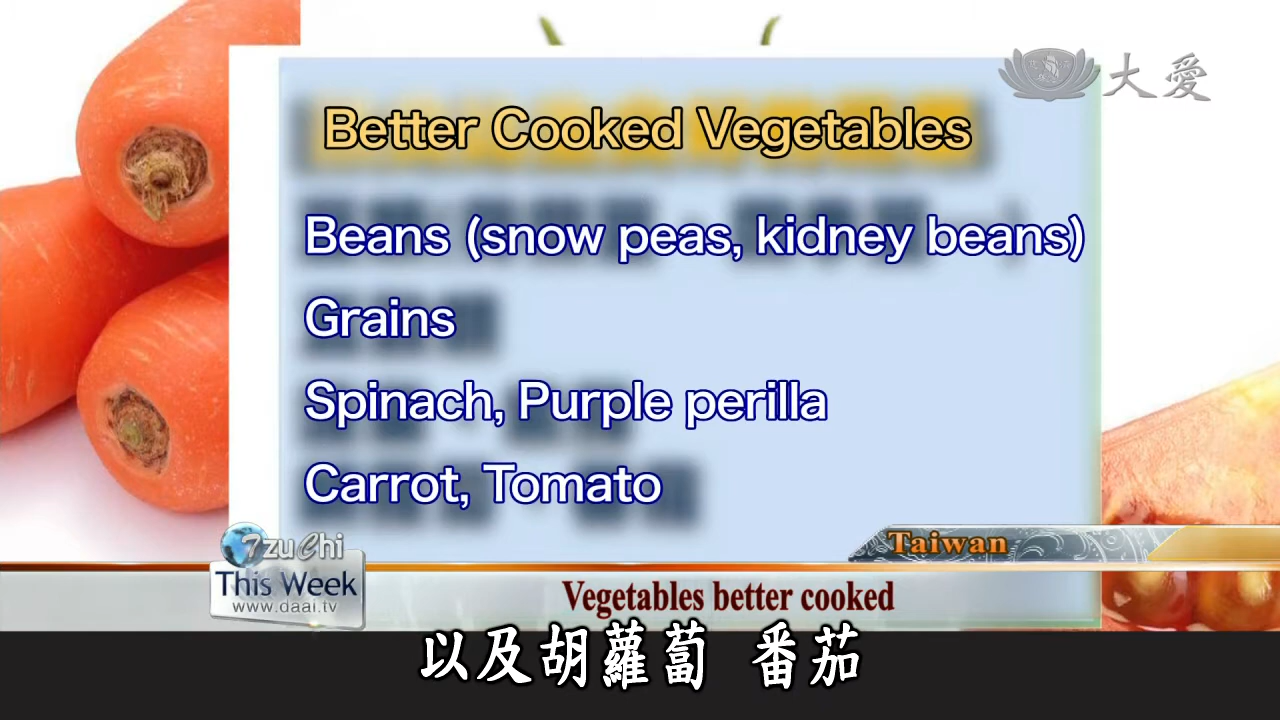 大愛
Better Cooked Vegetables
Beans (snow peas, kidney beans)
Grains
Spinach, Purple perilla
Carrot, Tomato
Taiwan
Tzu Chi
This Week
www.daai.tv
Vegetables better cooked
以及胡蘿蔔 番茄